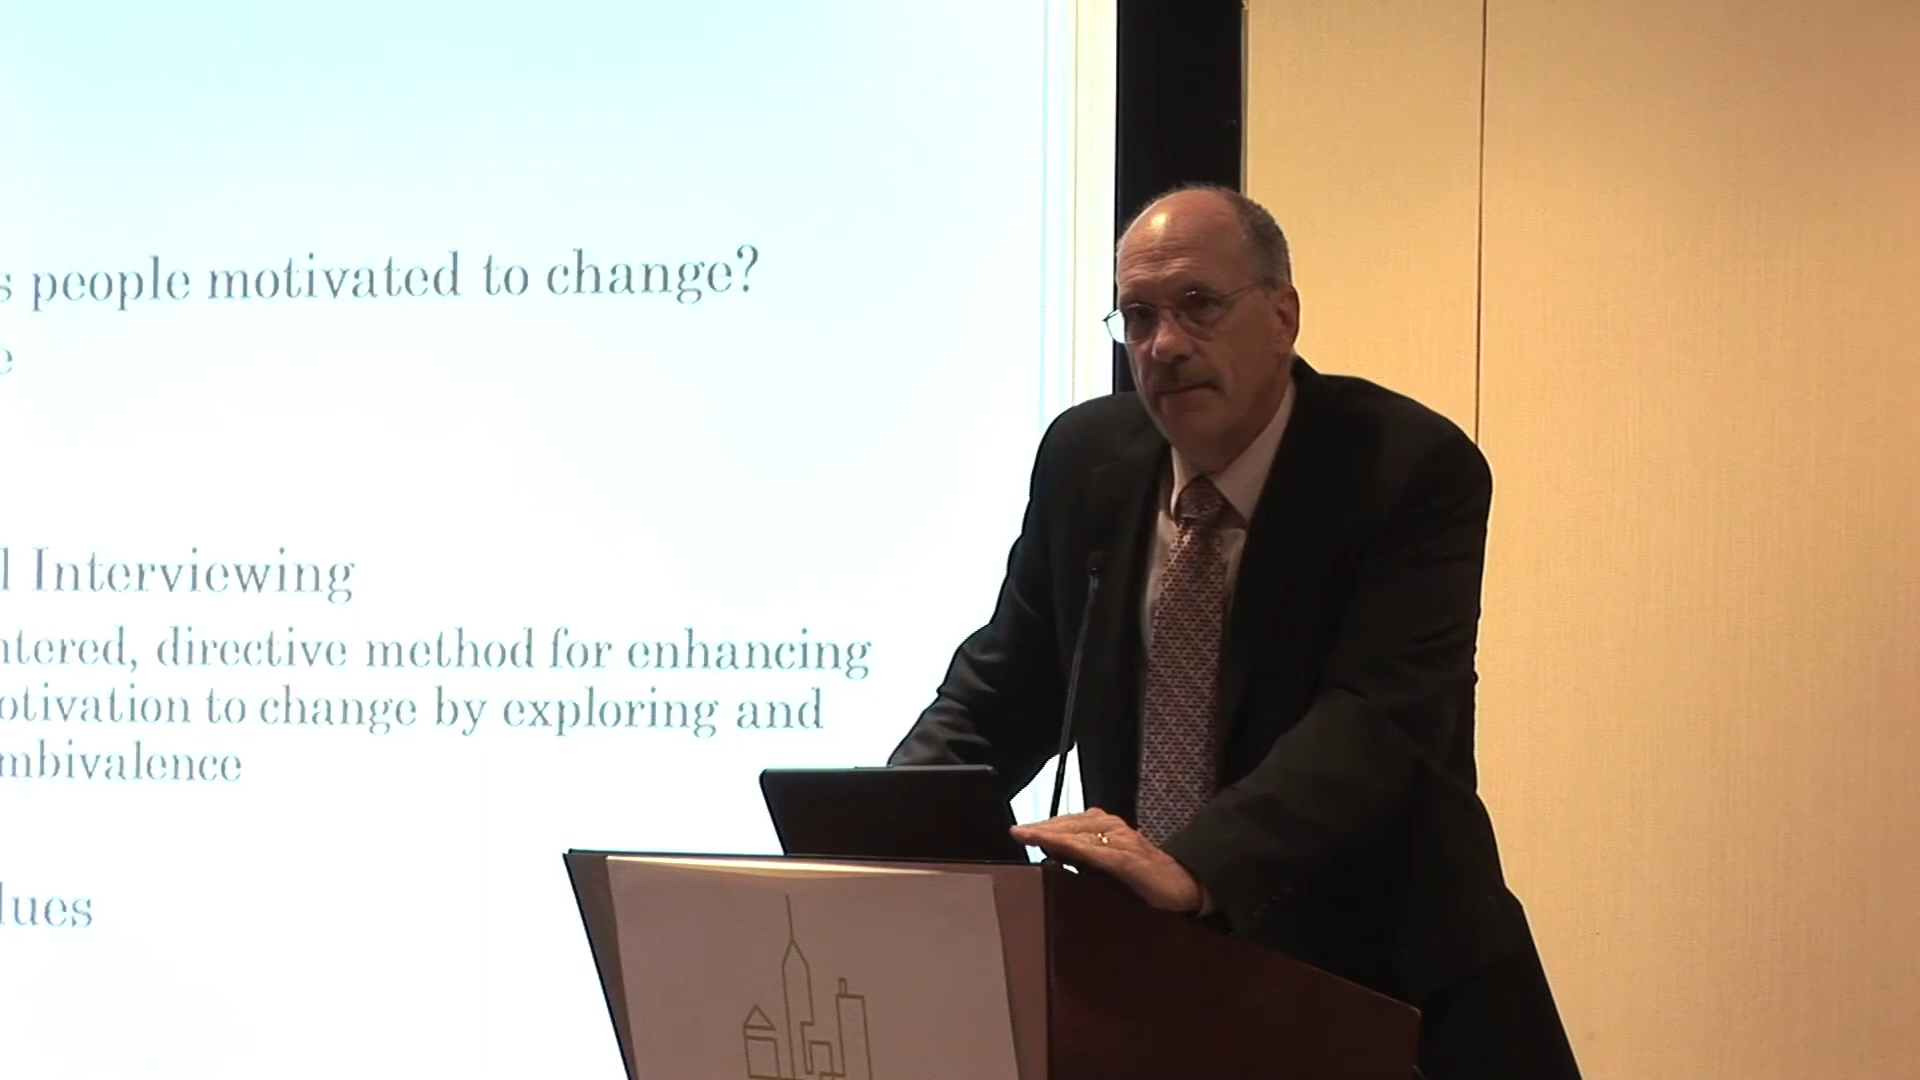 s people motivated to change?
e
l Interviewing
ntered, directive method for enhancing
otivation to change by exploring and
mbivalence
lues